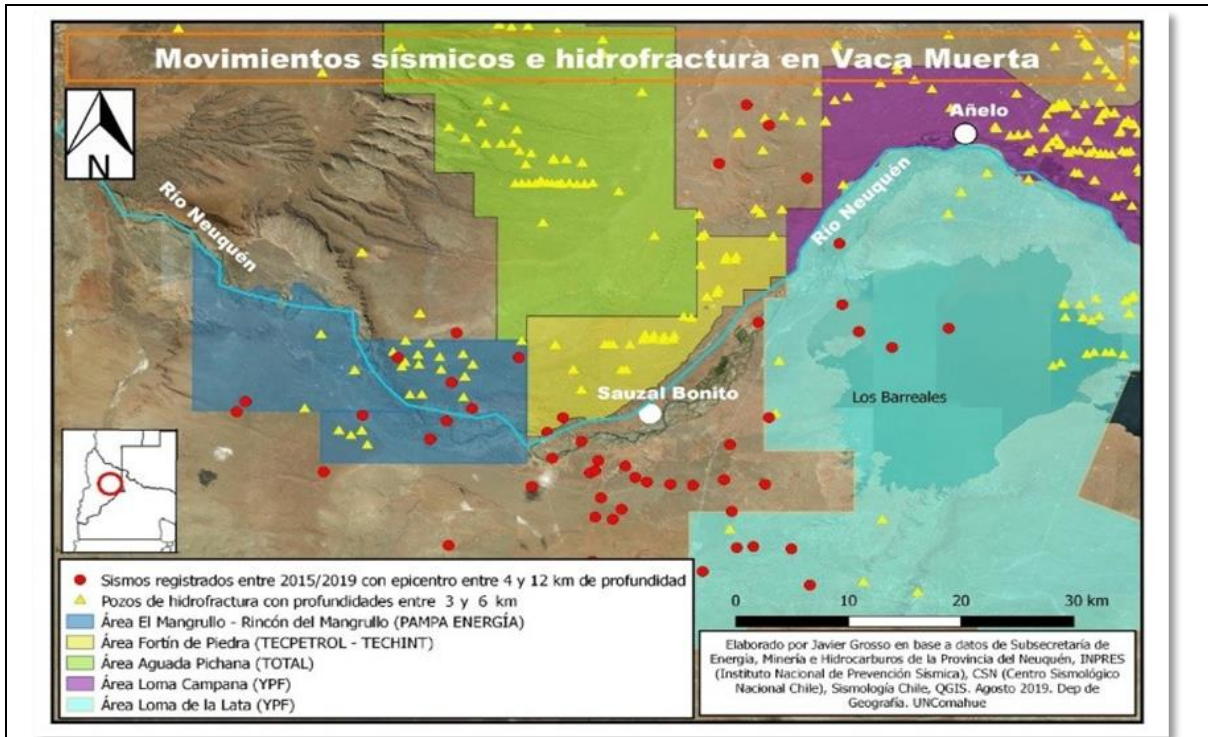 Movimientos sísmicos e hidrofractura en Vaca Muerta
N
Añelo
Río Neuquén
Río Neuquén
Sauzal Bonito
Los Barreales
Sismos registrados entre 2015/2019 con epicentro entre 4 y 12 km de profundidad
Pozos de hidrofractura con profundidades entre 3 y 6 km
Área El Mangrullo - Rincón del Mangrullo (PAMPA ENERGÍA)
Área Fortín de Piedra (TECPETROL - TECHINT)
Área Aguada Pichana (TOTAL)
Área Loma Campana (YPF)
Área Loma de la Lata (YPF)
0 10 20 30 km
Elaborado por Javier Grosso en base a datos de Subsecretaría de
Energía, Minería e Hidrocarburos de la Provincia del Neuquén, INPRES
(Instituto Nacional de Prevención Sísmica), CSN (Centro Sismológico
Nacional Chile), Sismología Chile, QGIS. Agosto 2019. Dep de
Geografía. UNComahue